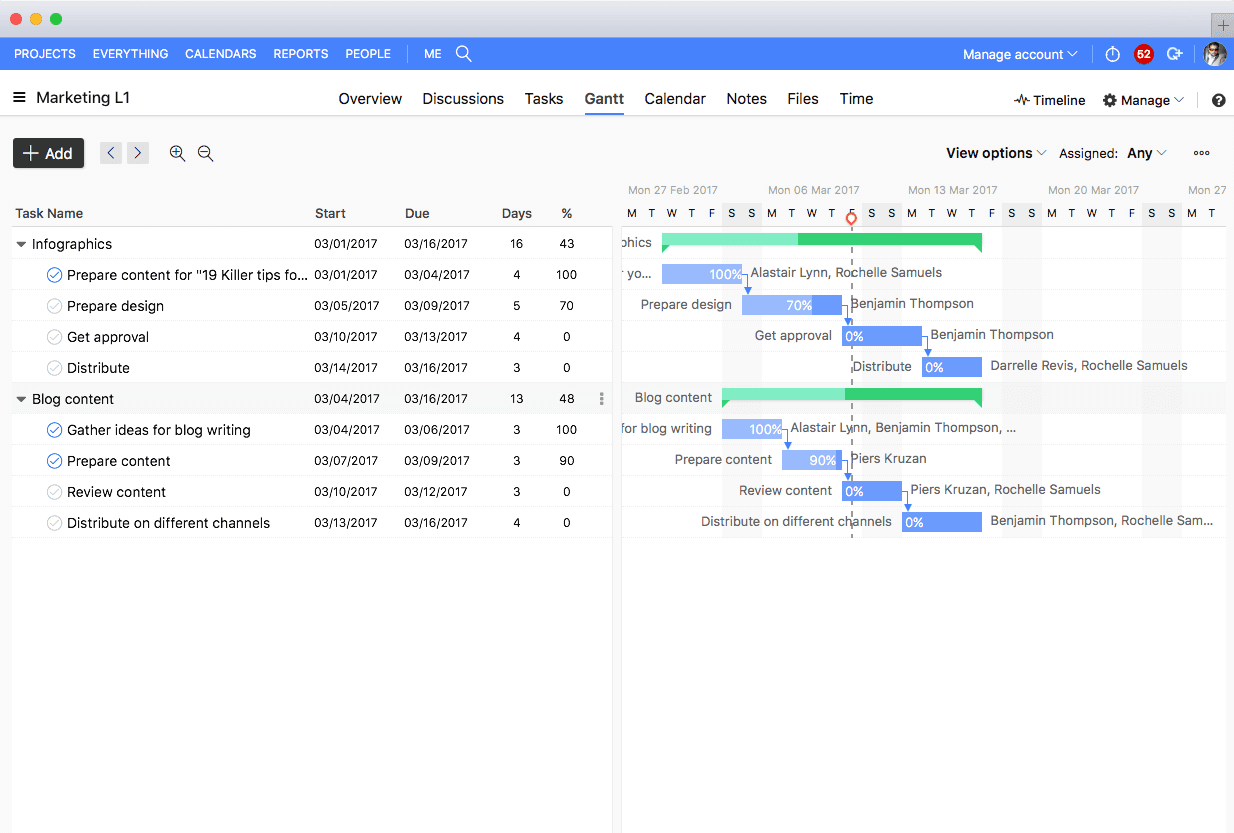 PROJECTS EVERYTHING CALENDARS REPORTS PEOPLE ME Manage account 52
Marketing L1 Overview Discussions Tasks Gantt Calendar Notes Files Time Timeline Manage ?
+ Add View options Assigned: Any
Mon 27 Feb 2017 Mon 06 Mar 2017 Mon 13 Mar 2017 Mon 20 Mar 2017 Mon 27
Task Name Start Due Days % M T W T F S S M T W T F S S M T W T F S S M T W T F S S M T
Infographics 03/01/2017 03/16/2017 16 43 phics
Prepare content for "19 Killer tips fo... 03/01/2017 03/04/2017 4 100 r yo... 100% Alastair Lynn, Rochelle Samuels
Prepare design 03/05/2017 03/09/2017 5 70 Prepare design 70% Benjamin Thompson
Get approval 03/10/2017 03/13/2017 4 0 Get approval 0% Benjamin Thompson
Distribute 03/14/2017 03/16/2017 3 0 Distribute 0% Darrelle Revis, Rochelle Samuels
Blog content 03/04/2017 03/16/2017 13 48 Blog content
Gather ideas for blog writing 03/04/2017 03/06/2017 3 100 for blog writing 100% Alastair Lynn, Benjamin Thompson, ...
Prepare content 03/07/2017 03/09/2017 3 90 Prepare content 90% Piers Kruzan
Review content 03/10/2017 03/12/2017 3 0 Review content 0% Piers Kruzan, Rochelle Samuels
Distribute on different channels 03/13/2017 03/16/2017 4 0 Distribute on different channels 0% Benjamin Thompson, Rochelle Sam...